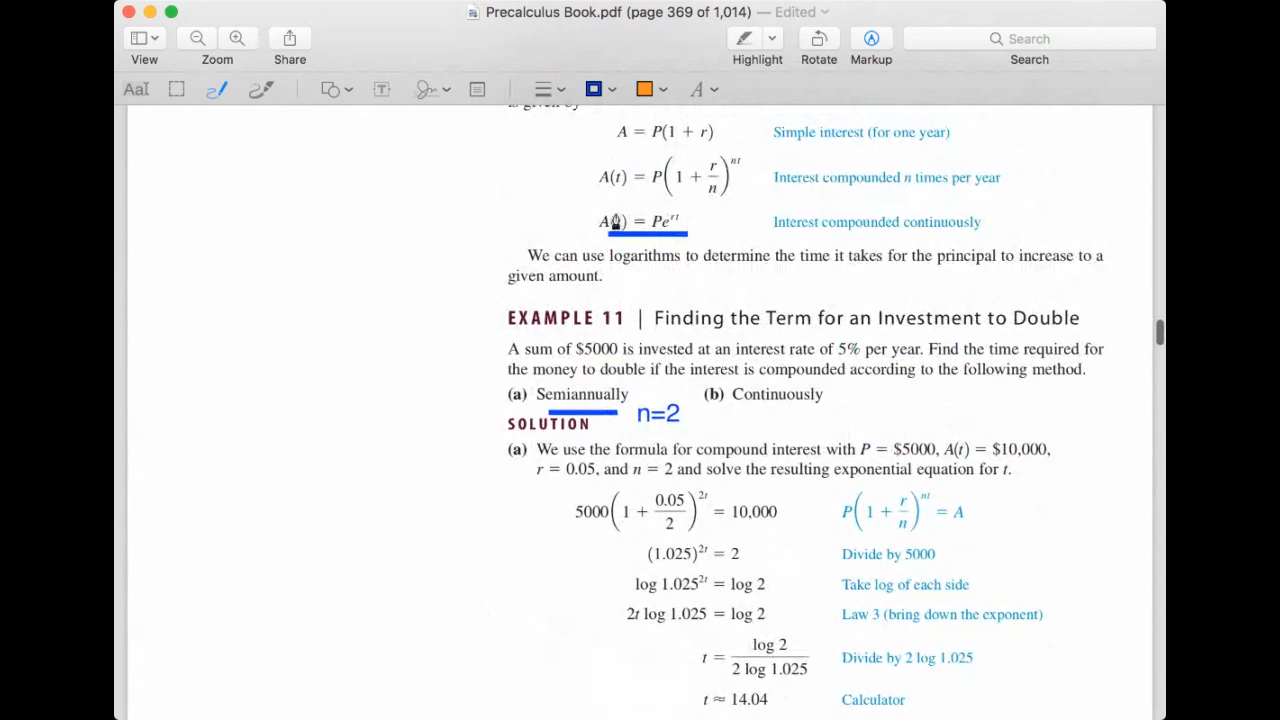 Precalculus Book.pdf (page 369 of 1,014) — Edited
Search
View Zoom Share Highlight Rotate Markup Search
is given by
A = P(1 + r) Simple interest (for one year)
A(t) = P(1 + r/n)^nt Interest compounded n times per year
A(t) = Pe^rt Interest compounded continuously
We can use logarithms to determine the time it takes for the principal to increase to a
given amount.
EXAMPLE 11 | Finding the Term for an Investment to Double
A sum of $5000 is invested at an interest rate of 5% per year. Find the time required for
the money to double if the interest is compounded according to the following method.
(a) Semiannually (b) Continuously
n=2
SOLUTION
(a) We use the formula for compound interest with P = $5000, A(t) = $10,000,
r = 0.05, and n = 2 and solve the resulting exponential equation for t.
5000(1 + 0.05/2)^2t = 10,000 P(1 + r/n)^nt = A
(1.025)^2t = 2 Divide by 5000
log 1.025^2t = log 2 Take log of each side
2t log 1.025 = log 2 Law 3 (bring down the exponent)
t = log 2 / 2 log 1.025 Divide by 2 log 1.025
t ≈ 14.04 Calculator